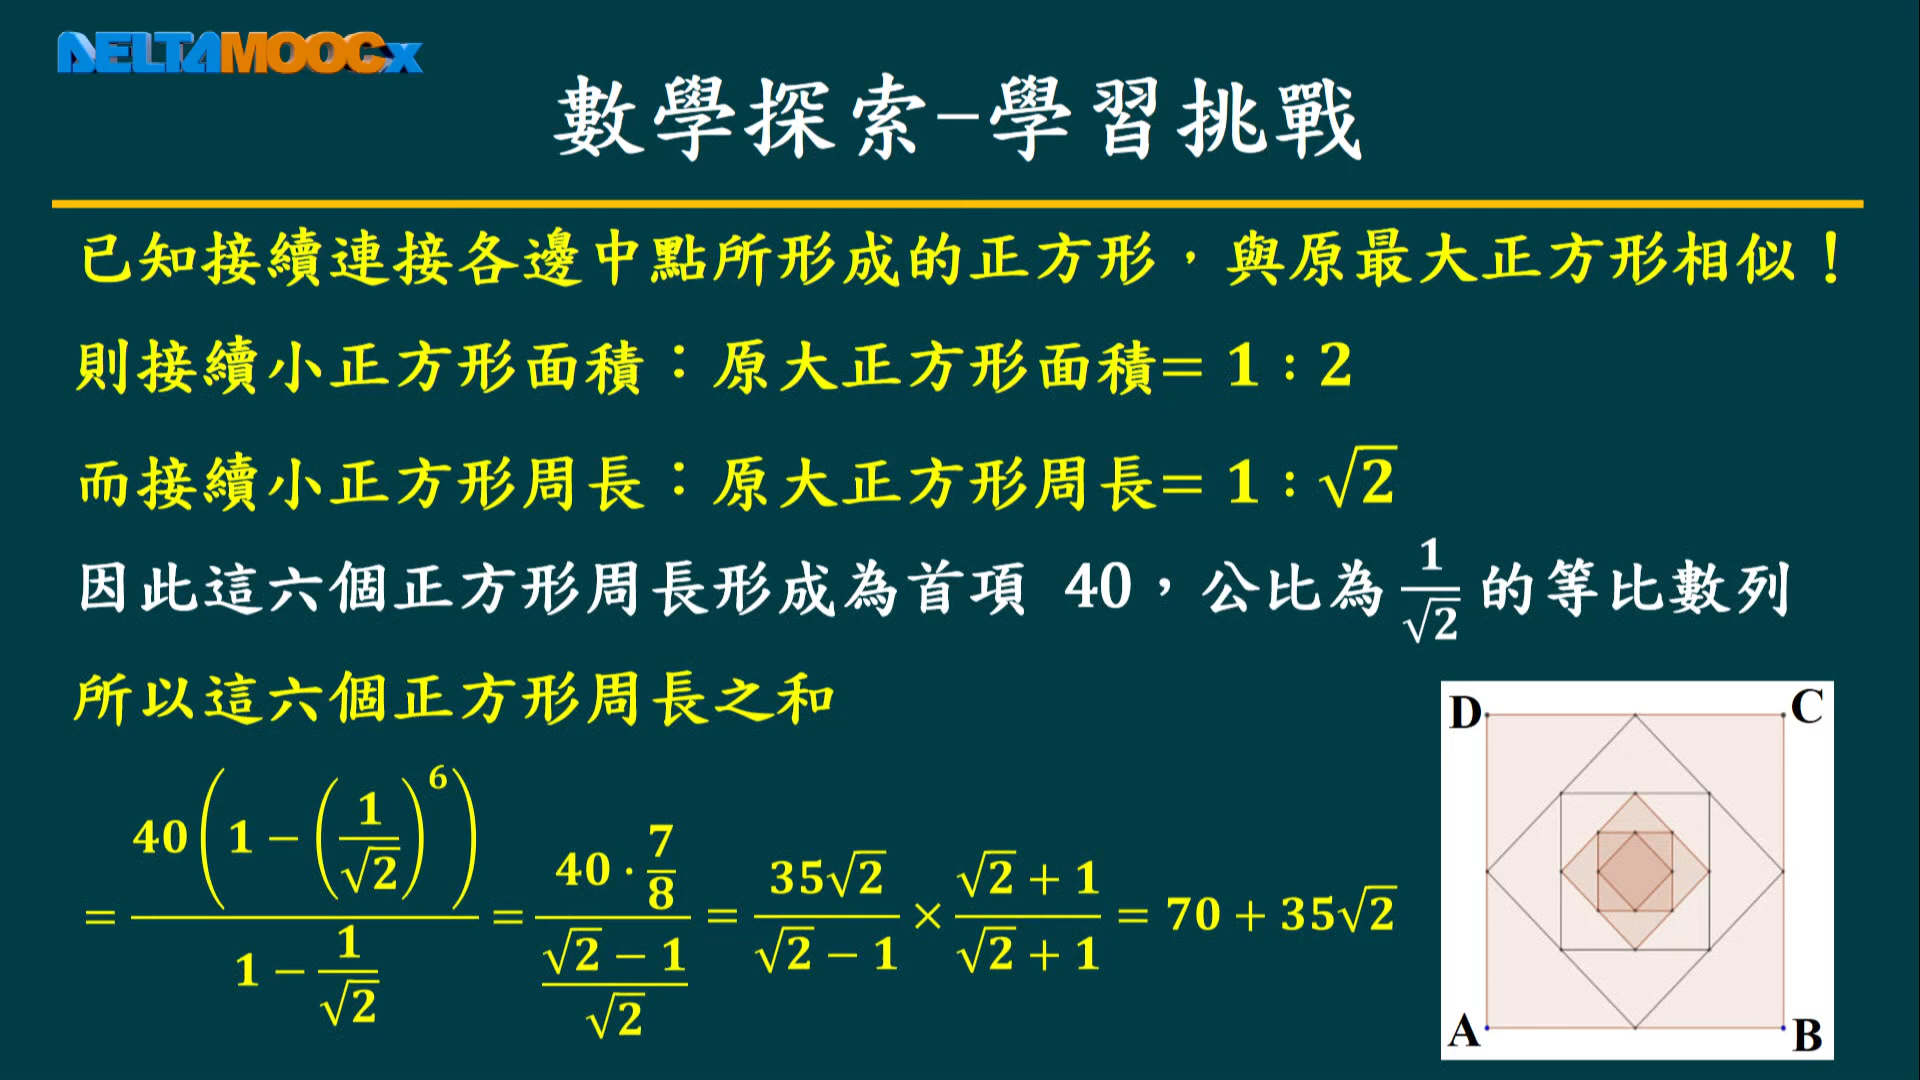 DELTAMOOCx
數學探索–學習挑戰
已知接續連接各邊中點所形成的正方形，與原最大正方形相似！
則接續小正方形面積：原大正方形面積= 1 : 2
而接續小正方形周長：原大正方形周長= 1 : √2
因此這六個正方形周長形成為首項 40，公比為 1/√2 的等比數列
所以這六個正方形周長之和
= 40(1 − (1/√2)^6) / (1 − 1/√2) = (40 · 7/8) / ((√2 − 1)/√2) = 35√2/(√2 − 1) × (√2 + 1)/(√2 + 1) = 70 + 35√2
D C
A B